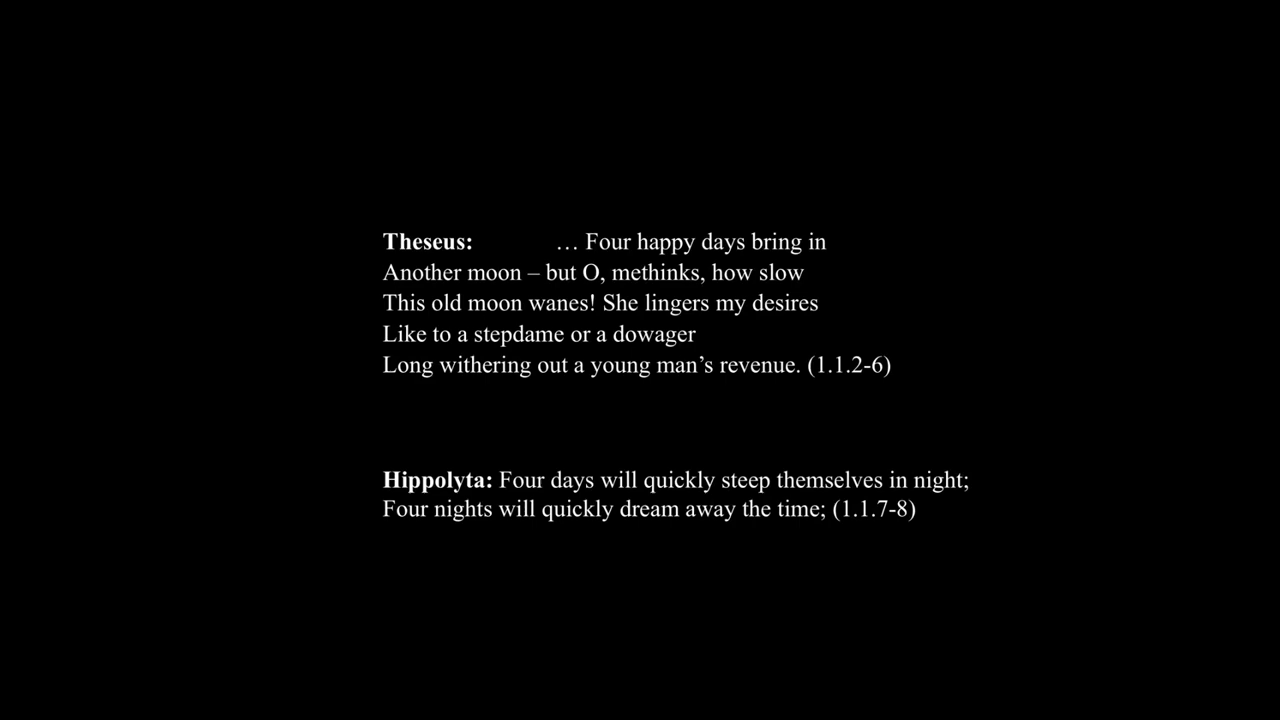 Theseus: … Four happy days bring in
Another moon – but O, methinks, how slow
This old moon wanes! She lingers my desires
Like to a stepdame or a dowager
Long withering out a young man’s revenue. (1.1.2-6)
Hippolyta: Four days will quickly steep themselves in night;
Four nights will quickly dream away the time; (1.1.7-8)